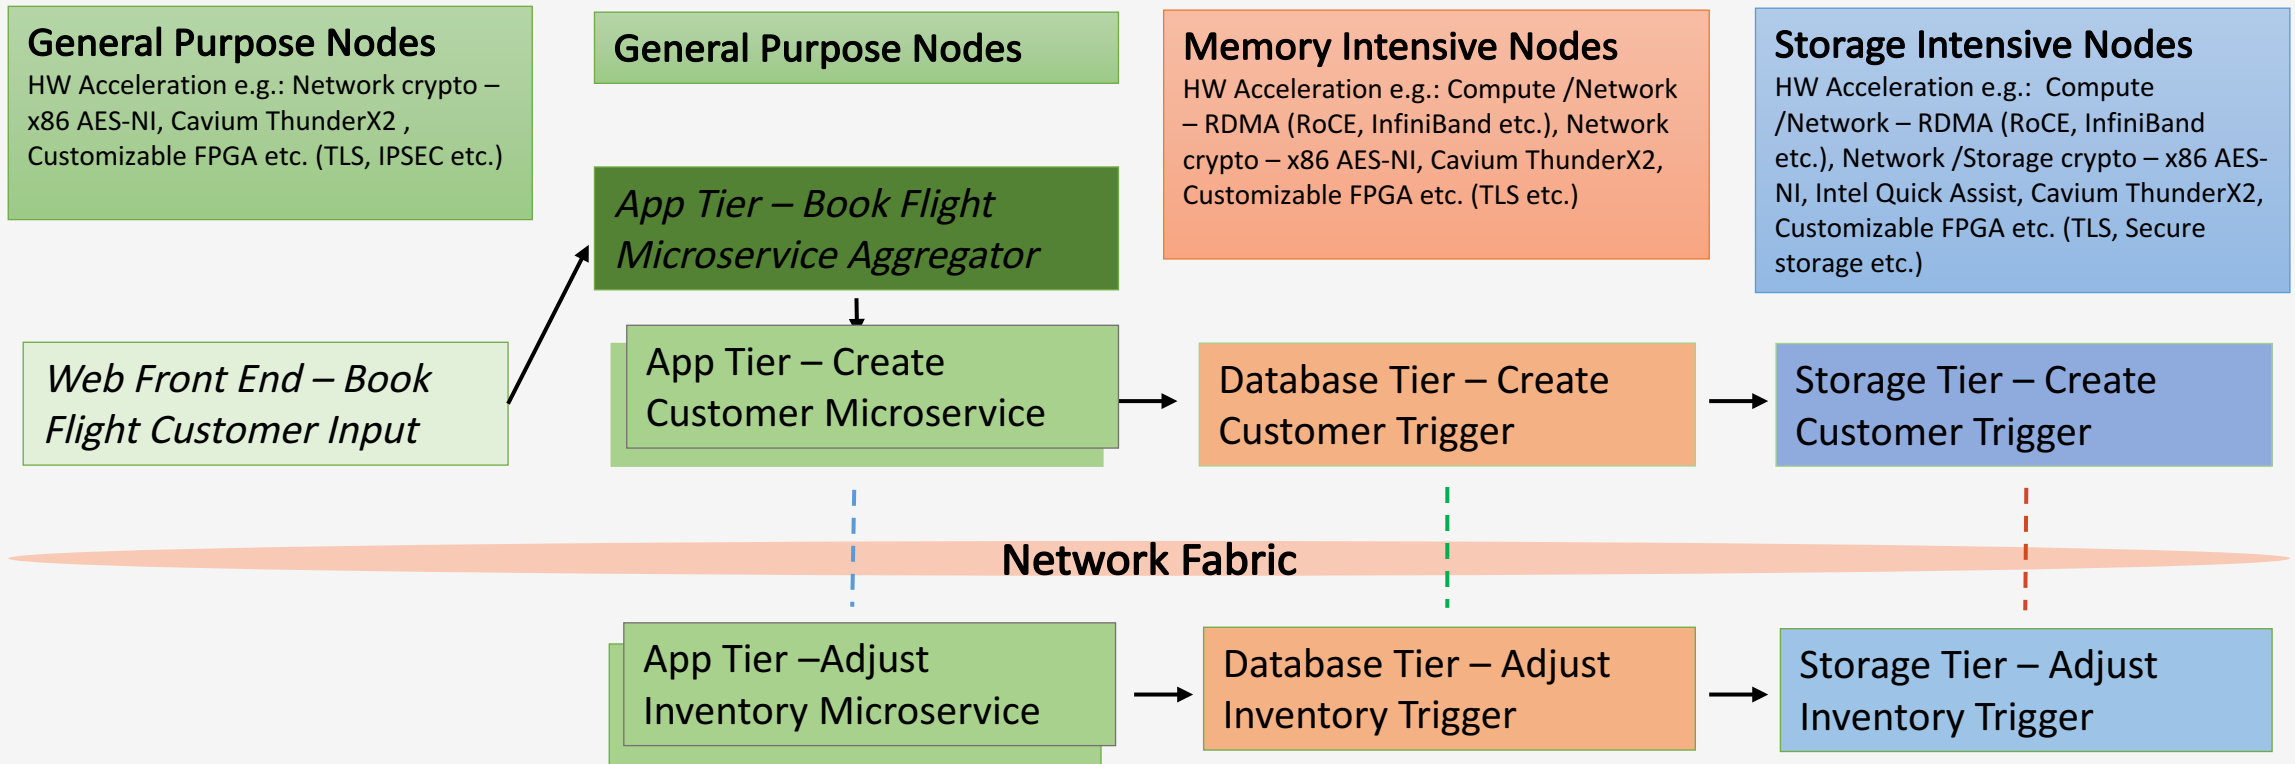 General Purpose Nodes
HW Acceleration e.g.: Network crypto –
x86 AES-NI, Cavium ThunderX2 ,
Customizable FPGA etc. (TLS, IPSEC etc.)
General Purpose Nodes
Memory Intensive Nodes
HW Acceleration e.g.: Compute /Network
– RDMA (RoCE, InfiniBand etc.), Network
crypto – x86 AES-NI, Cavium ThunderX2,
Customizable FPGA etc. (TLS etc.)
Storage Intensive Nodes
HW Acceleration e.g.: Compute
/Network – RDMA (RoCE, InfiniBand
etc.), Network /Storage crypto – x86 AES-
NI, Intel Quick Assist, Cavium ThunderX2,
Customizable FPGA etc. (TLS, Secure
storage etc.)
App Tier – Book Flight
Microservice Aggregator
Web Front End – Book
Flight Customer Input
App Tier – Create
Customer Microservice
Database Tier – Create
Customer Trigger
Storage Tier – Create
Customer Trigger
Network Fabric
App Tier –Adjust
Inventory Microservice
Database Tier – Adjust
Inventory Trigger
Storage Tier – Adjust
Inventory Trigger